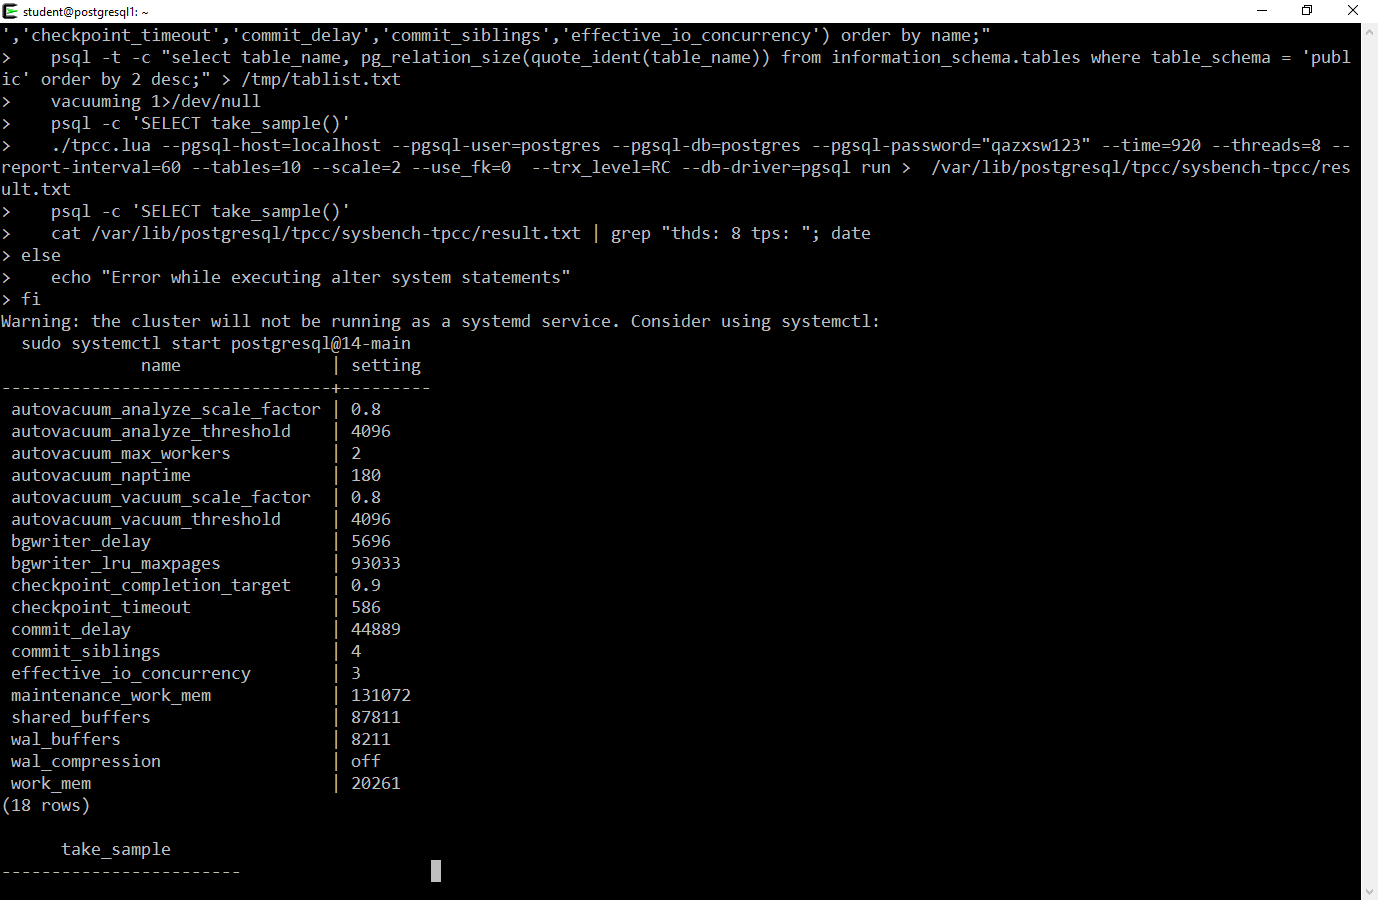 student@postgresql1: ~
','checkpoint_timeout','commit_delay','commit_siblings','effective_io_concurrency') order by name;"
>    psql -t -c "select table_name, pg_relation_size(quote_ident(table_name)) from information_schema.tables where table_schema = 'publ
ic' order by 2 desc;" > /tmp/tablist.txt
>    vacuuming 1>/dev/null
>    psql -c 'SELECT take_sample()'
>    ./tpcc.lua --pgsql-host=localhost --pgsql-user=postgres --pgsql-db=postgres --pgsql-password="qazxsw123" --time=920 --threads=8 --
report-interval=60 --tables=10 --scale=2 --use_fk=0  --trx_level=RC --db-driver=pgsql run >  /var/lib/postgresql/tpcc/sysbench-tpcc/res
ult.txt
>    psql -c 'SELECT take_sample()'
>    cat /var/lib/postgresql/tpcc/sysbench-tpcc/result.txt | grep "thds: 8 tps: "; date
> else
>    echo "Error while executing alter system statements"
> fi
Warning: the cluster will not be running as a systemd service. Consider using systemctl:
  sudo systemctl start postgresql@14-main
              name               | setting
---------------------------------+---------
 autovacuum_analyze_scale_factor | 0.8
 autovacuum_analyze_threshold    | 4096
 autovacuum_max_workers          | 2
 autovacuum_naptime              | 180
 autovacuum_vacuum_scale_factor  | 0.8
 autovacuum_vacuum_threshold     | 4096
 bgwriter_delay                  | 5696
 bgwriter_lru_maxpages           | 93033
 checkpoint_completion_target    | 0.9
 checkpoint_timeout              | 586
 commit_delay                    | 44889
 commit_siblings                 | 4
 effective_io_concurrency        | 3
 maintenance_work_mem            | 131072
 shared_buffers                  | 87811
 wal_buffers                     | 8211
 wal_compression                 | off
 work_mem                        | 20261
(18 rows)
      take_sample
------------------------